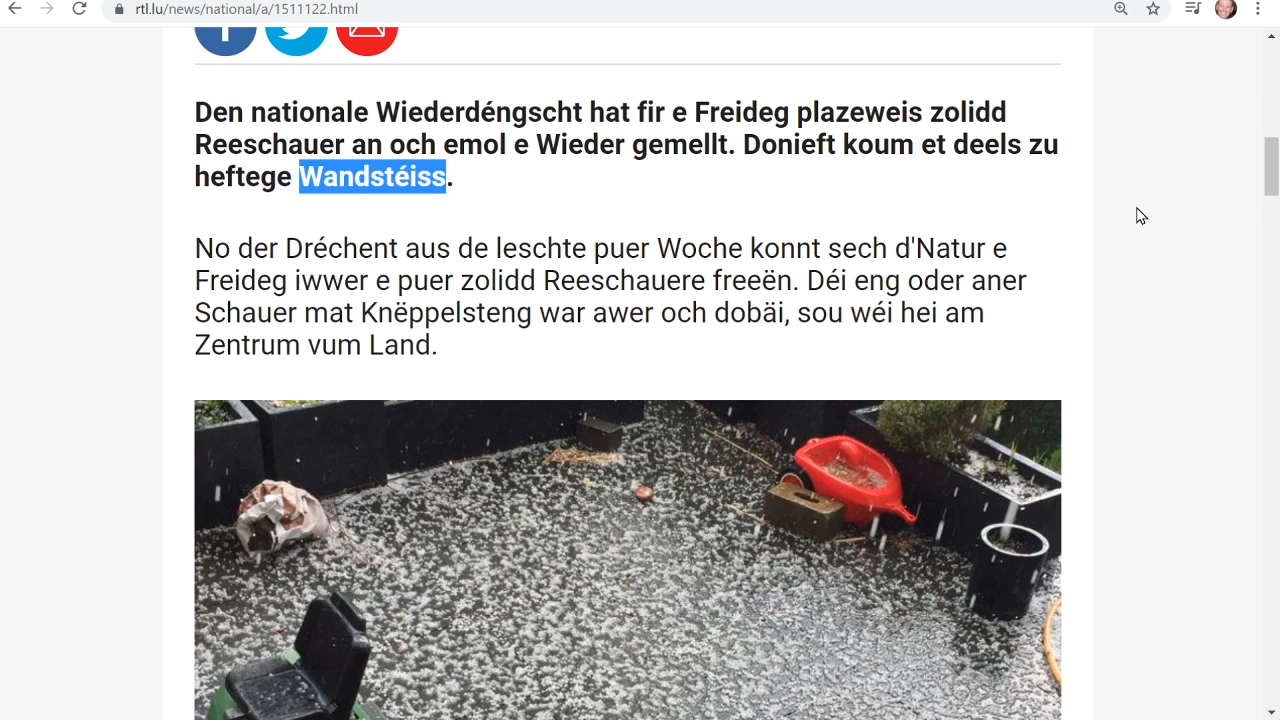 rtl.lu/news/national/a/1511122.html
Den nationale Wiederdéngscht hat fir e Freideg plazeweis zolidd
Reeschauer an och emol e Wieder gemellt. Donieft koum et deels zu
heftege Wandstéiss.
No der Dréchent aus de leschte puer Woche konnt sech d'Natur e
Freideg iwwer e puer zolidd Reeschauere freeën. Déi eng oder aner
Schauer mat Knëppelsteng war awer och dobäi, sou wéi hei am
Zentrum vum Land.